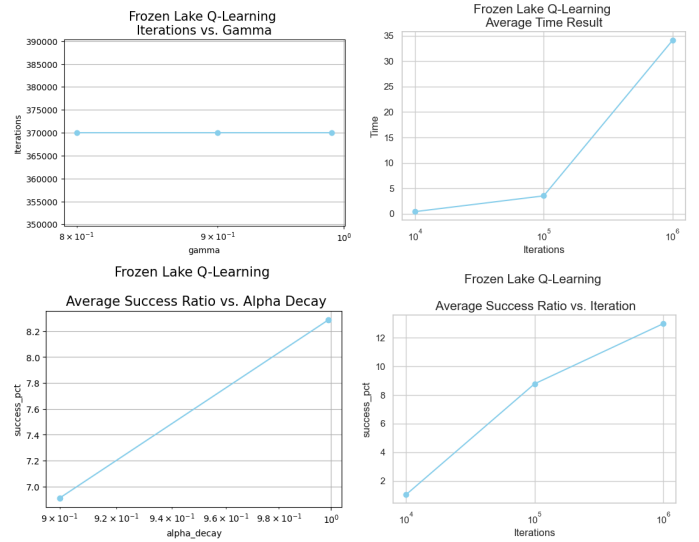 Frozen Lake Q-Learning
Iterations vs. Gamma
390000
385000
380000
375000
370000
365000
360000
355000
350000
Iterations
8 × 10⁻¹
9 × 10⁻¹
10⁰
gamma
Frozen Lake Q-Learning
Average Time Result
35
30
25
20
15
10
5
0
Time
10⁴
10⁵
10⁶
Iterations
Frozen Lake Q-Learning
Average Success Ratio vs. Alpha Decay
8.2
8.0
7.8
7.6
7.4
7.2
7.0
success_pct
9 × 10⁻¹
9.2 × 10⁻¹
9.4 × 10⁻¹
9.6 × 10⁻¹
9.8 × 10⁻¹
10⁰
alpha_decay
Frozen Lake Q-Learning
Average Success Ratio vs. Iteration
12
10
8
6
4
2
success_pct
10⁴
10⁵
10⁶
Iterations